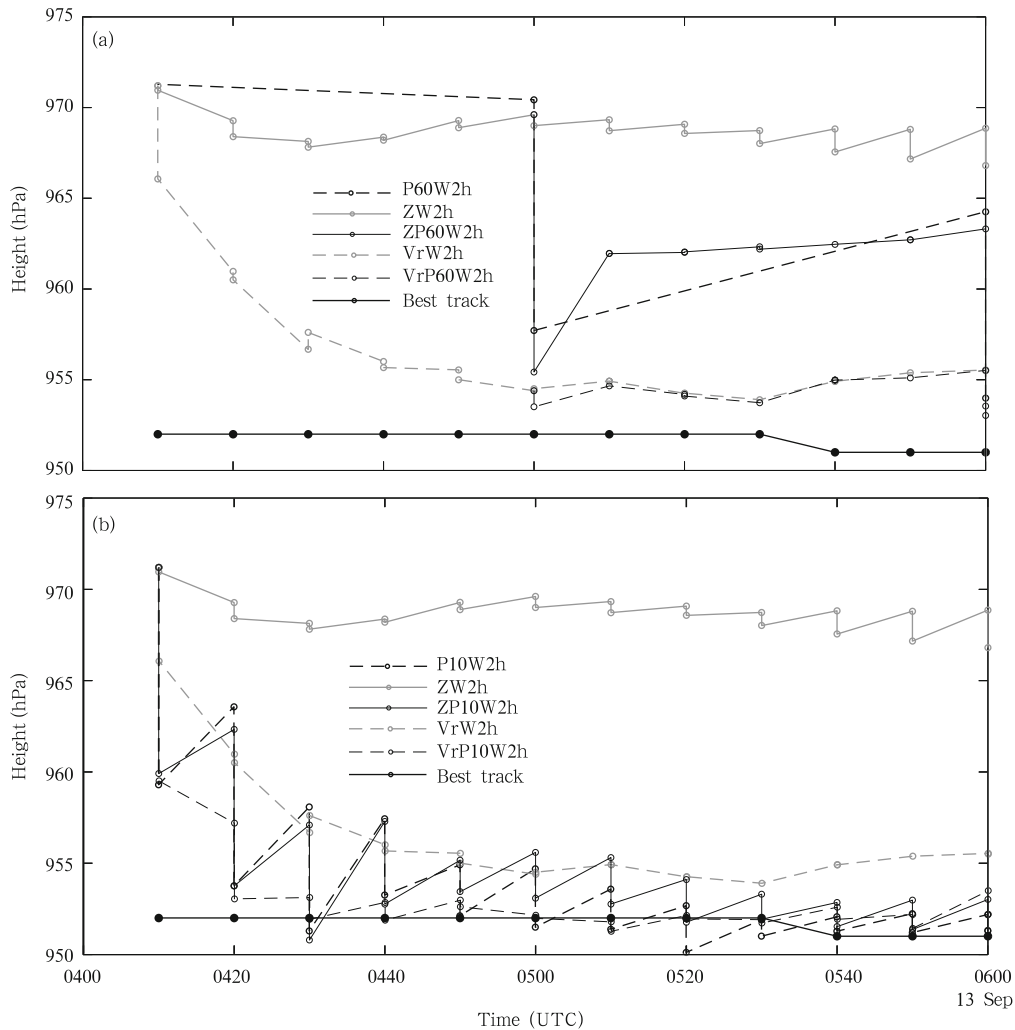 975
(a)
970
965
960
955
950
Height (hPa)
P60W2h
ZW2h
ZP60W2h
VrW2h
VrP60W2h
Best track
975
(b)
970
965
960
955
950
Height (hPa)
P10W2h
ZW2h
ZP10W2h
VrW2h
VrP10W2h
Best track
0400 0420 0440 0500 0520 0540 0600
13 Sep
Time (UTC)